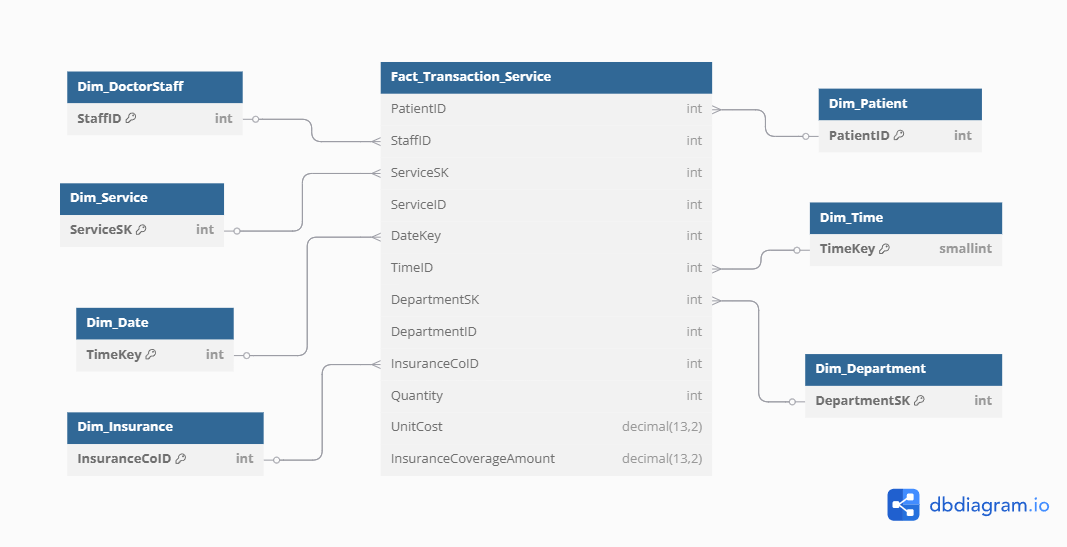 Dim_DoctorStaff
StaffID int
Dim_Service
ServiceSK int
Dim_Date
TimeKey int
Dim_Insurance
InsuranceCoID int
Fact_Transaction_Service
PatientID int
StaffID int
ServiceSK int
ServiceID int
DateKey int
TimeID int
DepartmentSK int
DepartmentID int
InsuranceCoID int
Quantity int
UnitCost decimal(13,2)
InsuranceCoverageAmount decimal(13,2)
Dim_Patient
PatientID int
Dim_Time
TimeKey smallint
Dim_Department
DepartmentSK int
dbdiagram.io